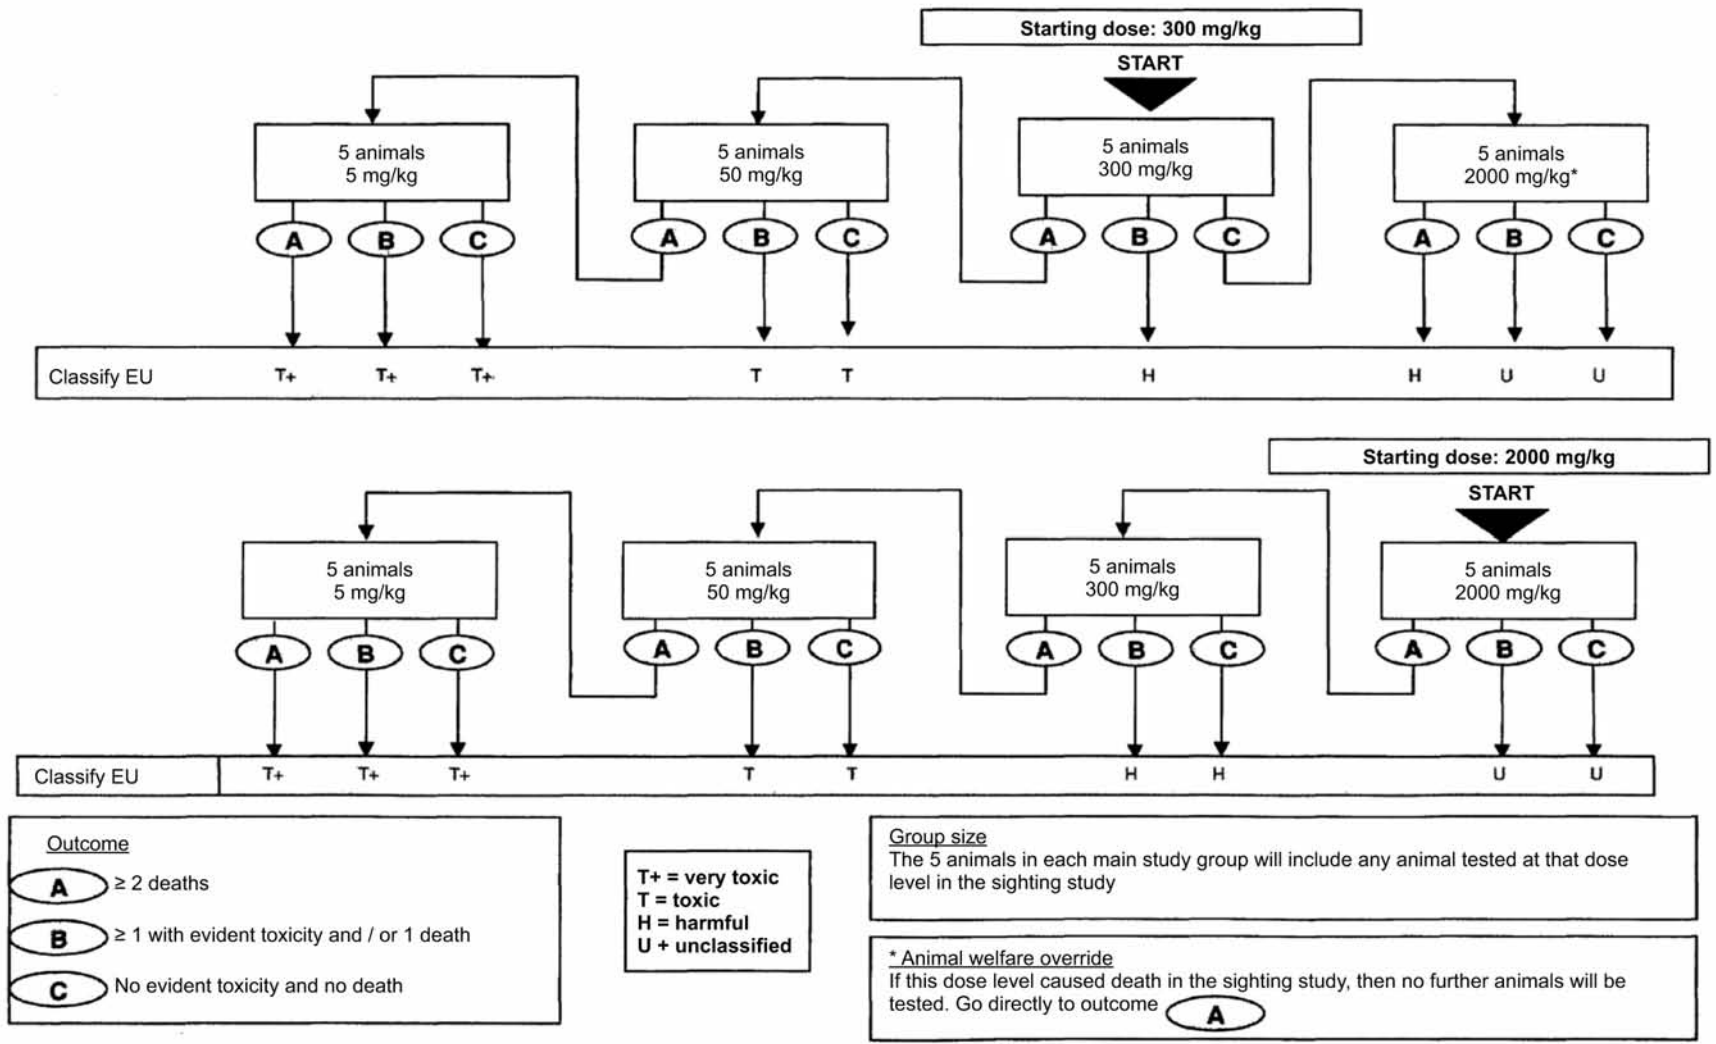 Starting dose: 300 mg/kg
START
5 animals
5 mg/kg
5 animals
50 mg/kg
5 animals
300 mg/kg
5 animals
2000 mg/kg*
A B C A B C A B C A B C
Classify EU T+ T+ T+ T T H H U U
Starting dose: 2000 mg/kg
START
5 animals
5 mg/kg
5 animals
50 mg/kg
5 animals
300 mg/kg
5 animals
2000 mg/kg
A B C A B C A B C A B C
Classify EU T+ T+ T+ T T H H U U
Outcome
A ≥ 2 deaths
B ≥ 1 with evident toxicity and / or 1 death
C No evident toxicity and no death
T+ = very toxic
T = toxic
H = harmful
U + unclassified
Group size
The 5 animals in each main study group will include any animal tested at that dose
level in the sighting study
* Animal welfare override
If this dose level caused death in the sighting study, then no further animals will be
tested. Go directly to outcome A